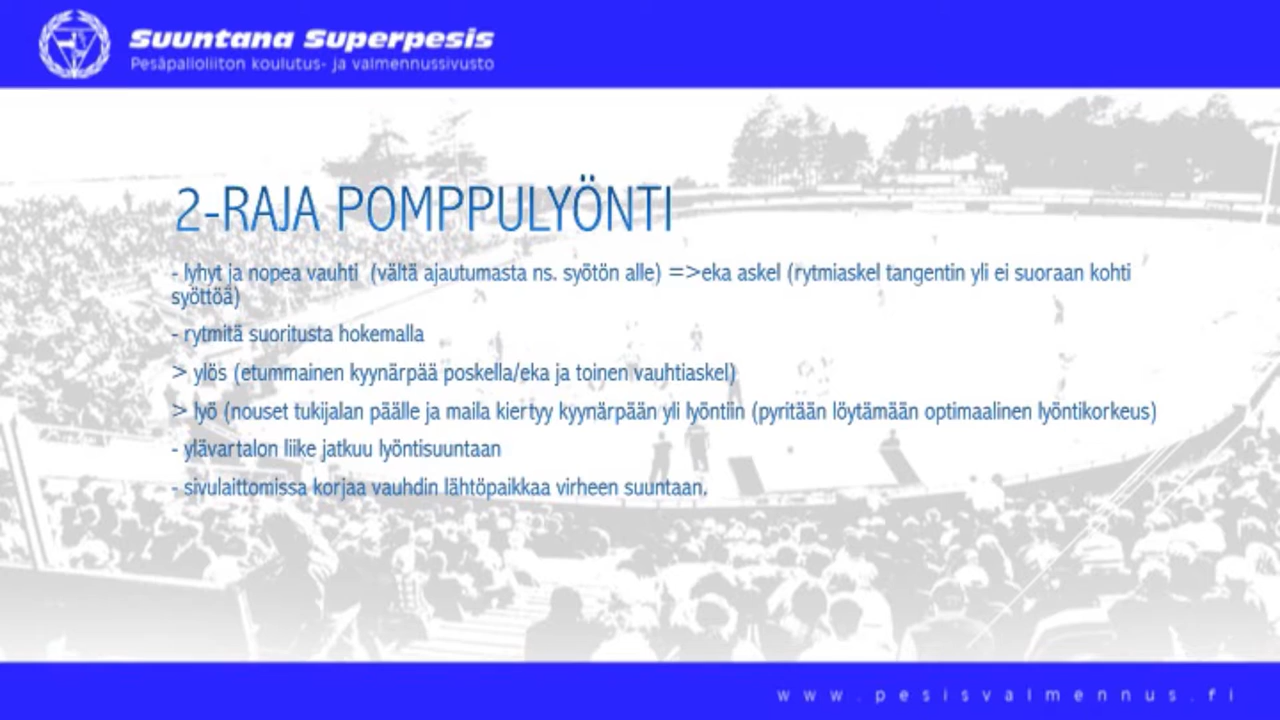 Suuntana Superpesis
Pesäpalloliiton koulutus- ja valmennussivusto
2-RAJA POMPPULYÖNTI
- lyhyt ja nopea vauhti (vältä ajautumasta ns. syötön alle) =>eka askel (rytmiaskel tangentin yli ei suoraan kohti
syöttöä)
- rytmitä suoritusta hokemalla
> ylös (etummainen kyynärpää poskella/eka ja toinen vauhtiaskel)
> lyö (nouset tukijalan päälle ja maila kiertyy kyynärpään yli lyöntiin (pyritään löytämään optimaalinen lyöntikorkeus)
- ylävartalon liike jatkuu lyöntisuuntaan
- sivulaittomissa korjaa vauhdin lähtöpaikkaa virheen suuntaan.
www.pesisvalmennus.fi